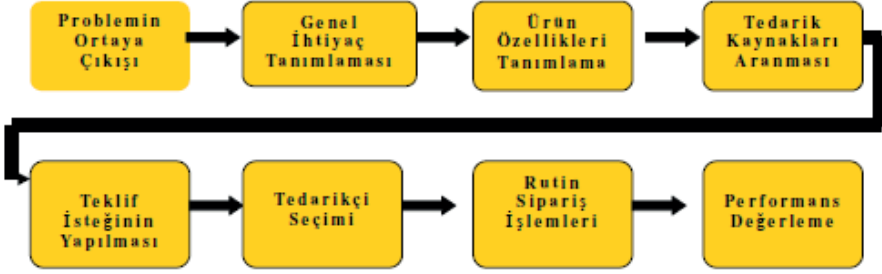 Problemin
Ortaya
Çıkışı
Genel
İhtiyaç
Tanımlaması
Ürün
Özellikleri
Tanımlama
Tedarik
Kaynakları
Aranması
Teklif
İsteğinin
Yapılması
Tedarikçi
Seçimi
Rutin
Sipariş
İşlemleri
Performans
Değerleme